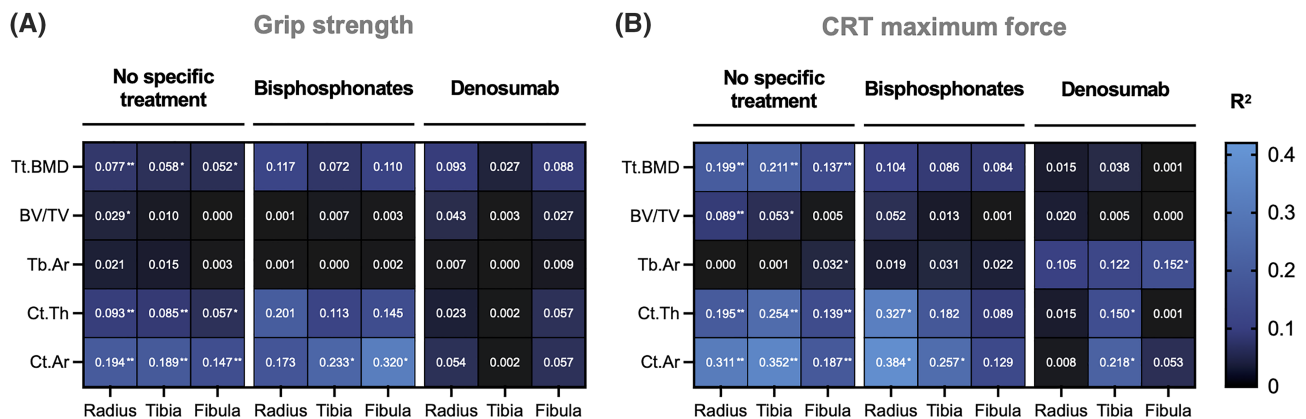 (A) Grip strength (B) CRT maximum force
No specific treatment Bisphosphonates Denosumab No specific treatment Bisphosphonates Denosumab R²
Tt.BMD 0.077** 0.058* 0.052* 0.117 0.072 0.110 0.093 0.027 0.088 Tt.BMD 0.199** 0.211** 0.137** 0.104 0.086 0.084 0.015 0.038 0.001 0.4
BV/TV 0.029* 0.010 0.000 0.001 0.007 0.003 0.043 0.003 0.027 BV/TV 0.089** 0.053* 0.005 0.052 0.013 0.001 0.020 0.005 0.000 0.3
Tb.Ar 0.021 0.015 0.003 0.001 0.000 0.002 0.007 0.000 0.009 Tb.Ar 0.000 0.001 0.032* 0.019 0.031 0.022 0.105 0.122 0.152* 0.2
Ct.Th 0.093** 0.085** 0.057* 0.201 0.113 0.145 0.023 0.002 0.057 Ct.Th 0.195** 0.254** 0.139** 0.327* 0.182 0.089 0.015 0.150* 0.001 0.1
Ct.Ar 0.194** 0.189** 0.147** 0.173 0.233* 0.320* 0.054 0.002 0.057 Ct.Ar 0.311** 0.352** 0.187** 0.384* 0.257* 0.129 0.008 0.218* 0.053 0
Radius Tibia Fibula Radius Tibia Fibula Radius Tibia Fibula Radius Tibia Fibula Radius Tibia Fibula Radius Tibia Fibula